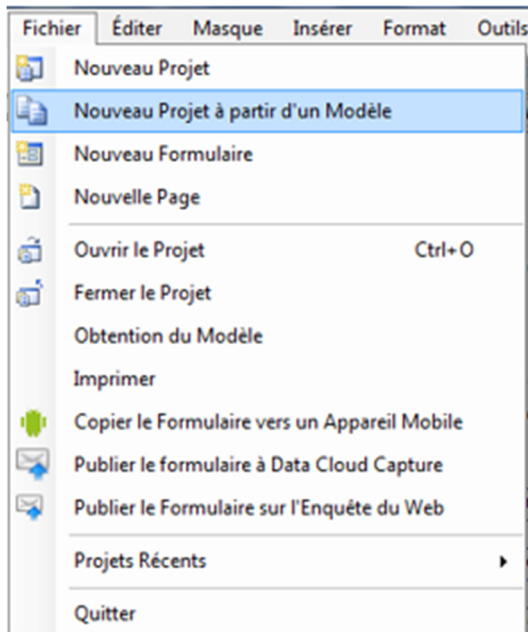 Fichier Éditer Masque Insérer Format Outils
Nouveau Projet
Nouveau Projet à partir d'un Modèle
Nouveau Formulaire
Nouvelle Page
Ouvrir le Projet Ctrl+O
Fermer le Projet
Obtention du Modèle
Imprimer
Copier le Formulaire vers un Appareil Mobile
Publier le formulaire à Data Cloud Capture
Publier le Formulaire sur l'Enquête du Web
Projets Récents
Quitter